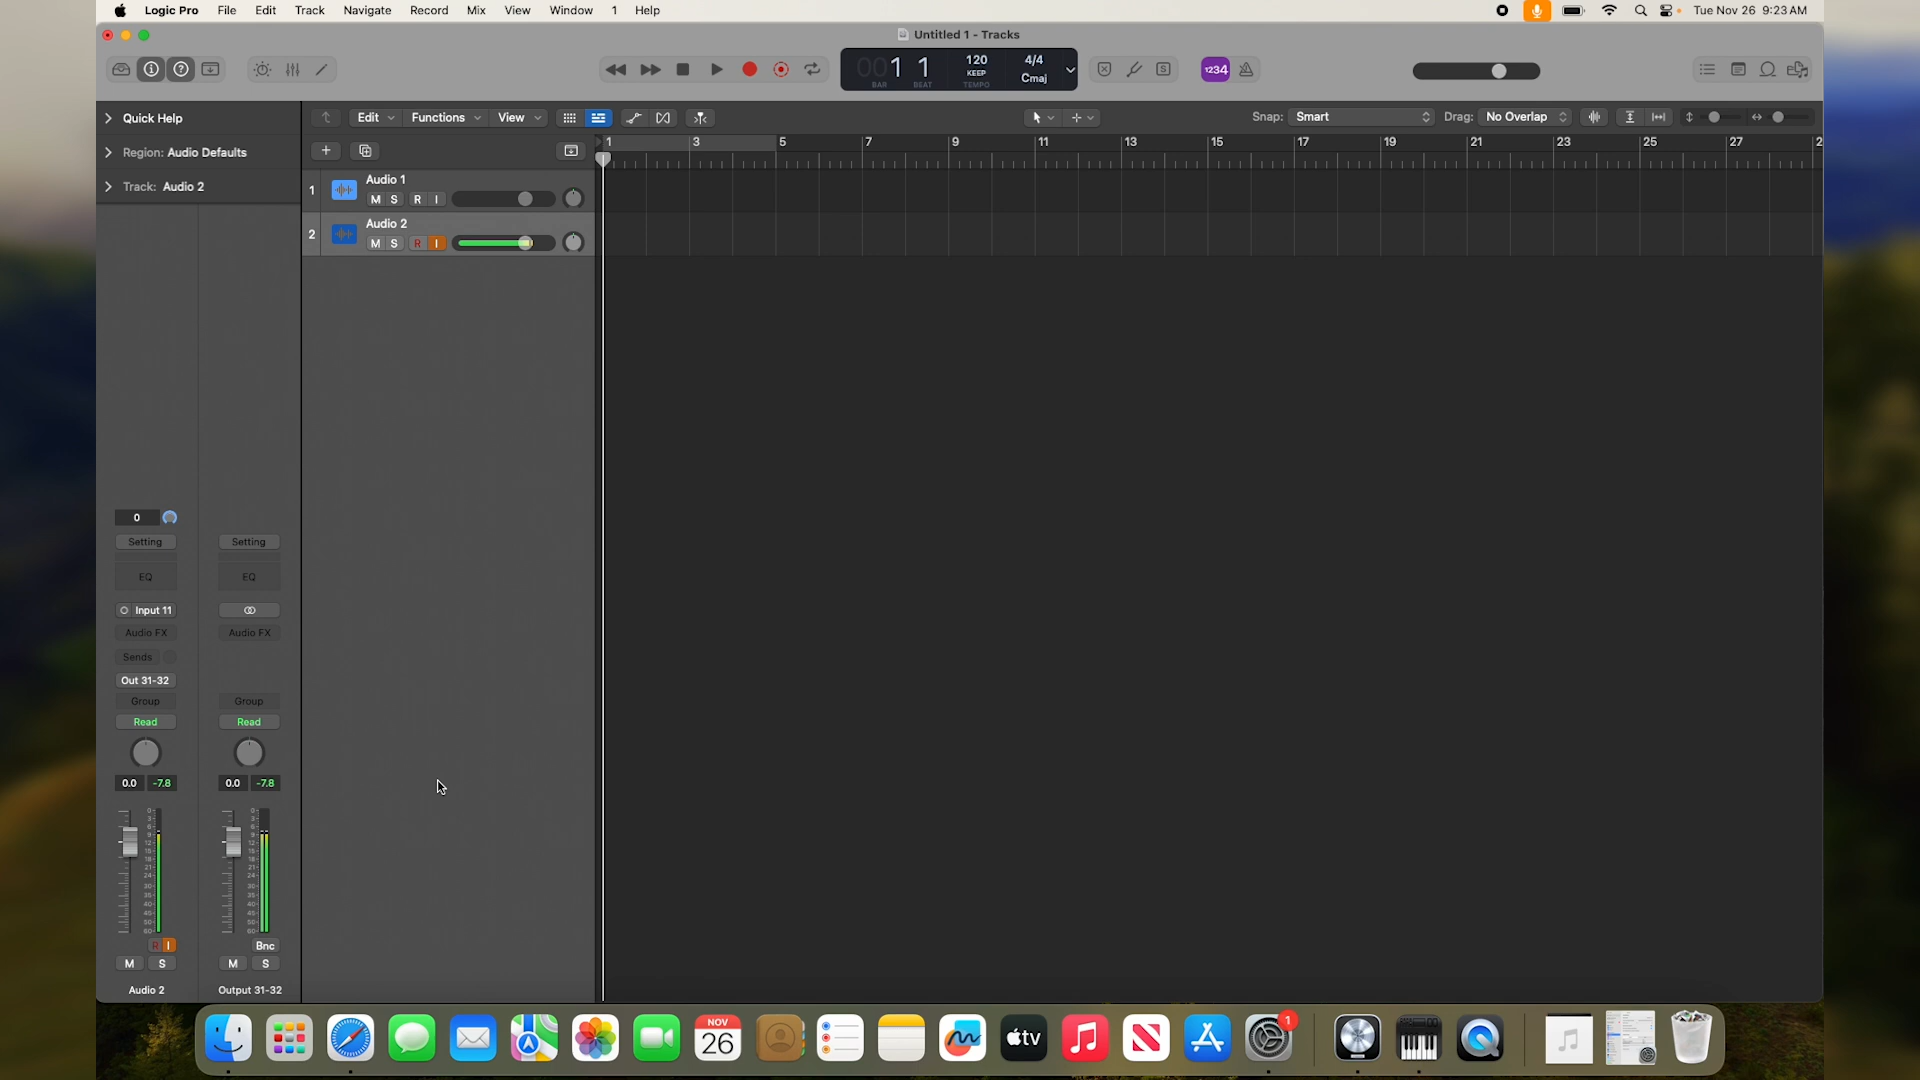 Logic Pro File Edit Track Navigate Record Mix View Window 1 Help
Tue Nov 26 9:23 AM
Untitled 1 - Tracks
001 1
BAR BEAT
120
KEEP
TEMPO
4/4
Cmaj
1234
Quick Help
Region: Audio Defaults
Track: Audio 2
Edit Functions View
Snap: Smart
Drag: No Overlap
1 3 5 7 9 11 13 15 17 19 21 23 25 27 2
1
Audio 1
M S R I
2
Audio 2
M S R I
0
Setting Setting
EQ EQ
Input 11
Audio FX Audio FX
Sends
Out 31-32
Group Group
Read Read
0.0 -7.8 0.0 -7.8
R I Bnc
M S M S
Audio 2 Output 31-32
NOV
26
tv
1